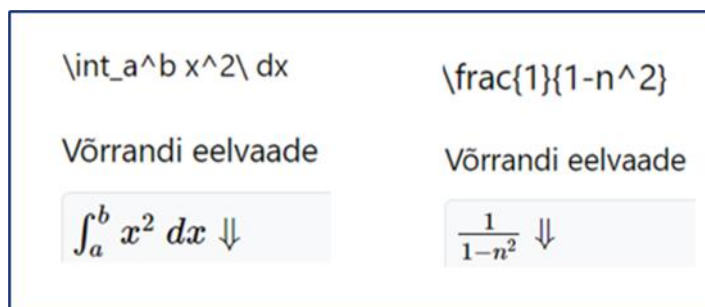 \int_a^b x^2\ dx
Võrrandi eelvaade
∫_a^b x² dx ⇓
\frac{1}{1-n^2}
Võrrandi eelvaade
1/(1−n²) ⇓